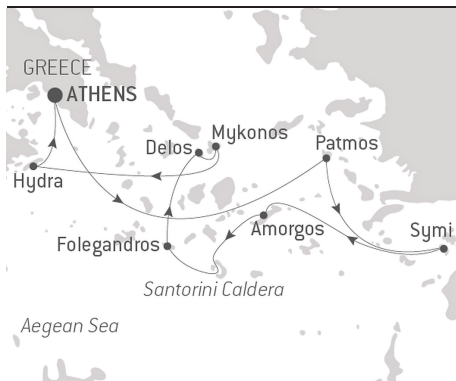 GREECE
ATHENS
Mykonos
Delos
Patmos
Hydra
Amorgos
Symi
Folegandros
Santorini Caldera
Aegean Sea